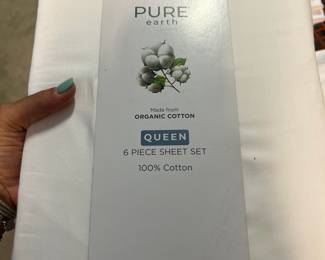 PURE
earth
Made from
ORGANIC COTTON
QUEEN
6 PIECE SHEET SET
100% Cotton